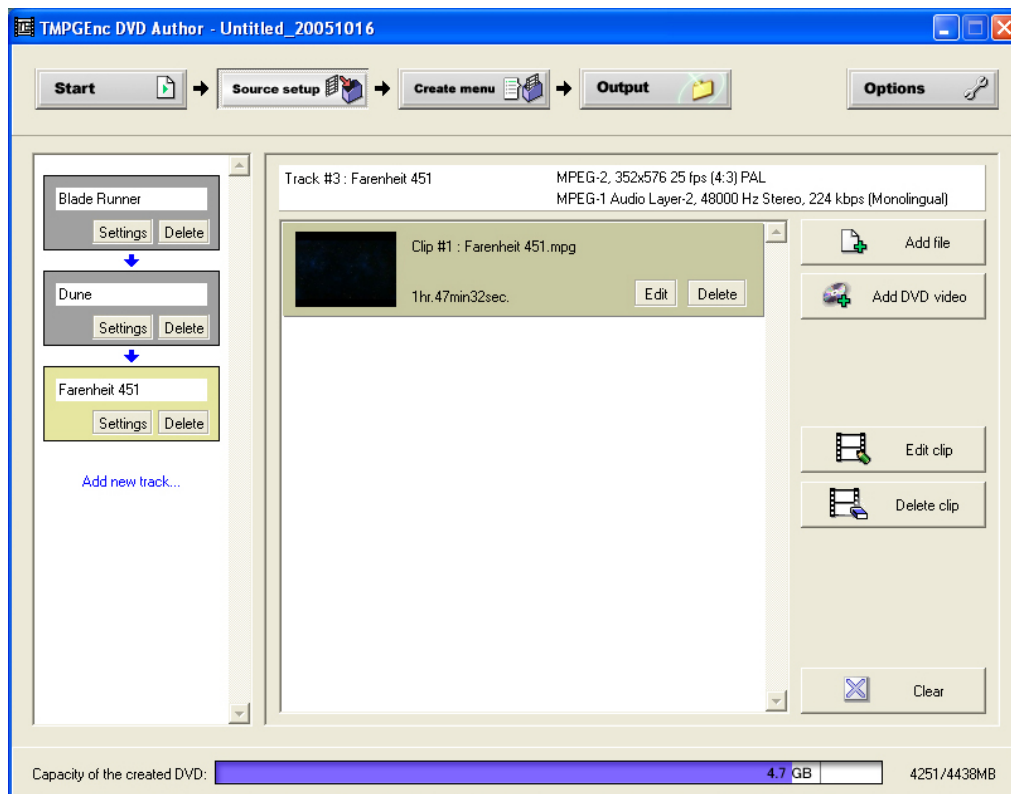 TMPGEnc DVD Author - Untitled_20051016
Start
Source setup
Create menu
Output
Options
Blade Runner
Settings Delete
Dune
Settings Delete
Farenheit 451
Settings Delete
Add new track...
Track #3 : Farenheit 451
MPEG-2, 352x576 25 fps (4:3) PAL
MPEG-1 Audio Layer-2, 48000 Hz Stereo, 224 kbps (Monolingual)
Clip #1 : Farenheit 451.mpg
1hr.47min32sec.
Edit Delete
Add file
Add DVD video
Edit clip
Delete clip
Clear
Capacity of the created DVD: 4.7 GB 4251/4438MB